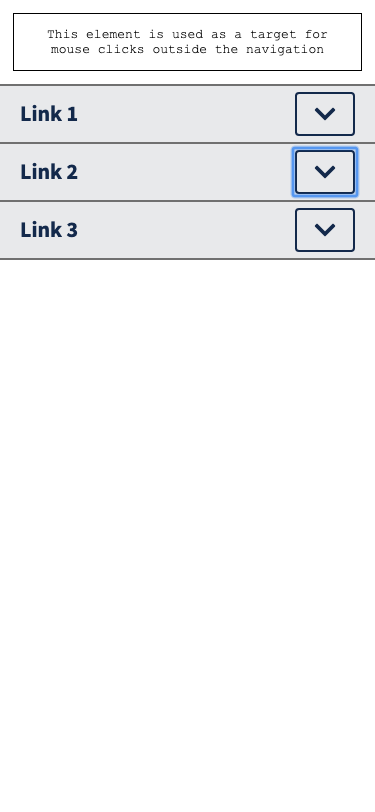 This element is used as a target for
mouse clicks outside the navigation
Link 1
Link 2
Link 3